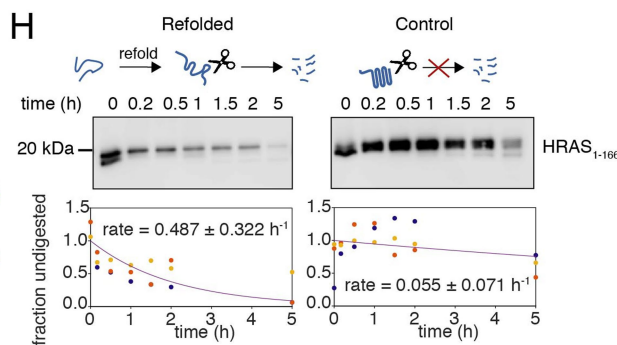 H
Refolded
Control
refold
time (h) 0 0.2 0.5 1 1.5 2 5
0 0.2 0.5 1 1.5 2 5
20 kDa
HRAS1-166
fraction undigested
1.5
1.0
0.5
0.0
rate = 0.487 ± 0.322 h-1
0 1 2 3 4 5
time (h)
1.5
1.0
0.5
0.0
rate = 0.055 ± 0.071 h-1
0 1 2 3 4 5
time (h)